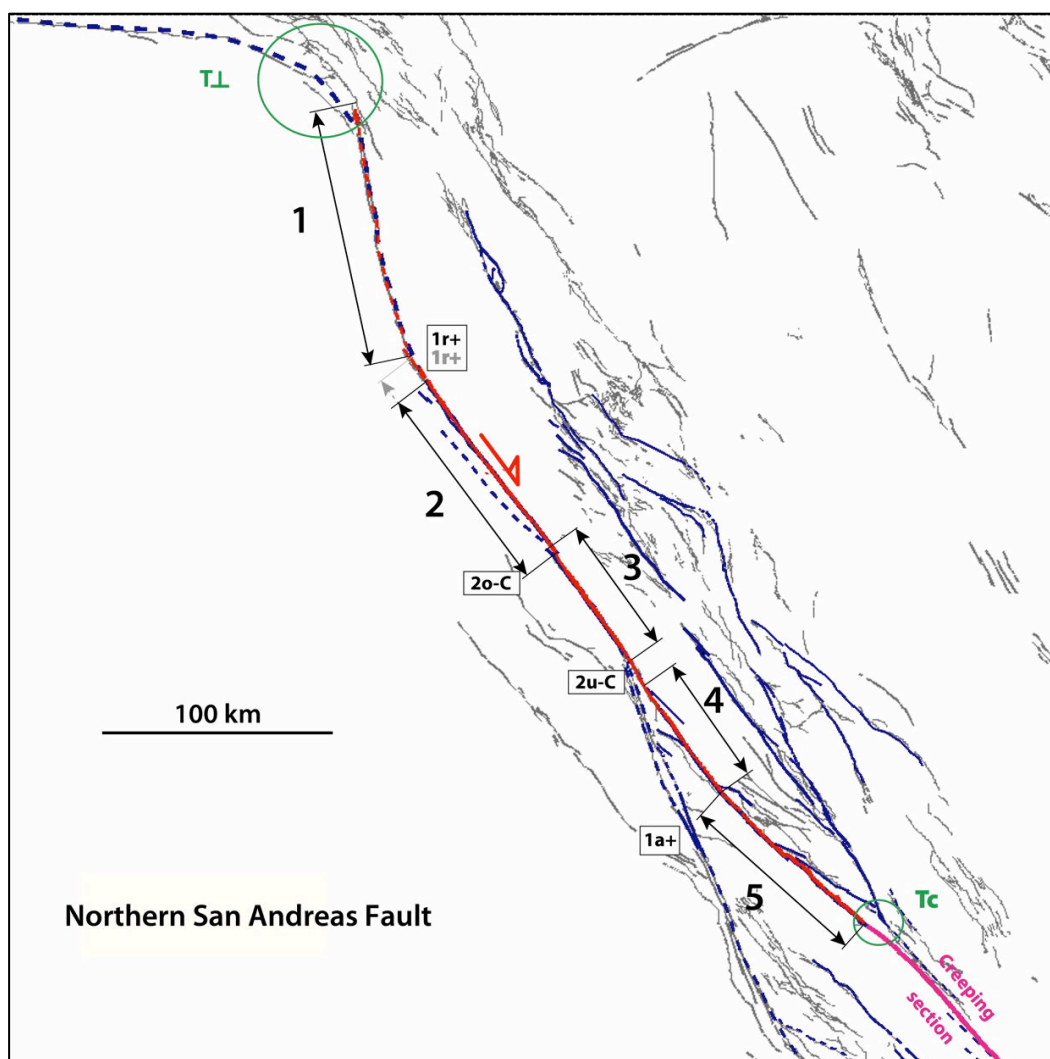 T⊥
1
1r+
1r+
2
3
2o-C
2u-C
4
100 km
1a+
5
Tc
Northern San Andreas Fault
Creeping
section